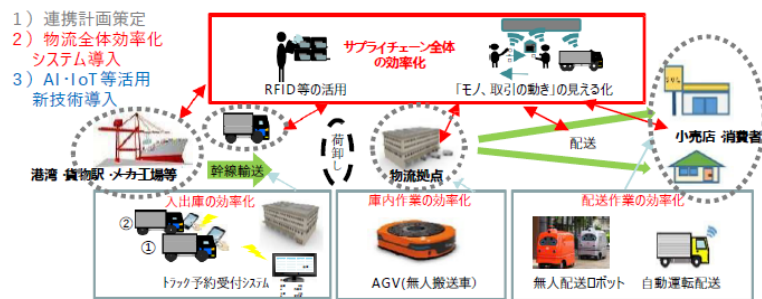 1）連携計画策定
2）物流全体効率化
システム導入
3）AI・IoT等活用
新技術導入
サプライチェーン全体
の効率化
RFID等の活用
「モノ、取引の動き」の見える化
港湾・貨物駅・メーカ工場等
幹線輸送
荷卸し
物流拠点
配送
小売店・消費者
入出庫の効率化
②
①
トラック予約受付システム
庫内作業の効率化
AGV(無人搬送車)
配送作業の効率化
無人配送ロボット
自動運転配送